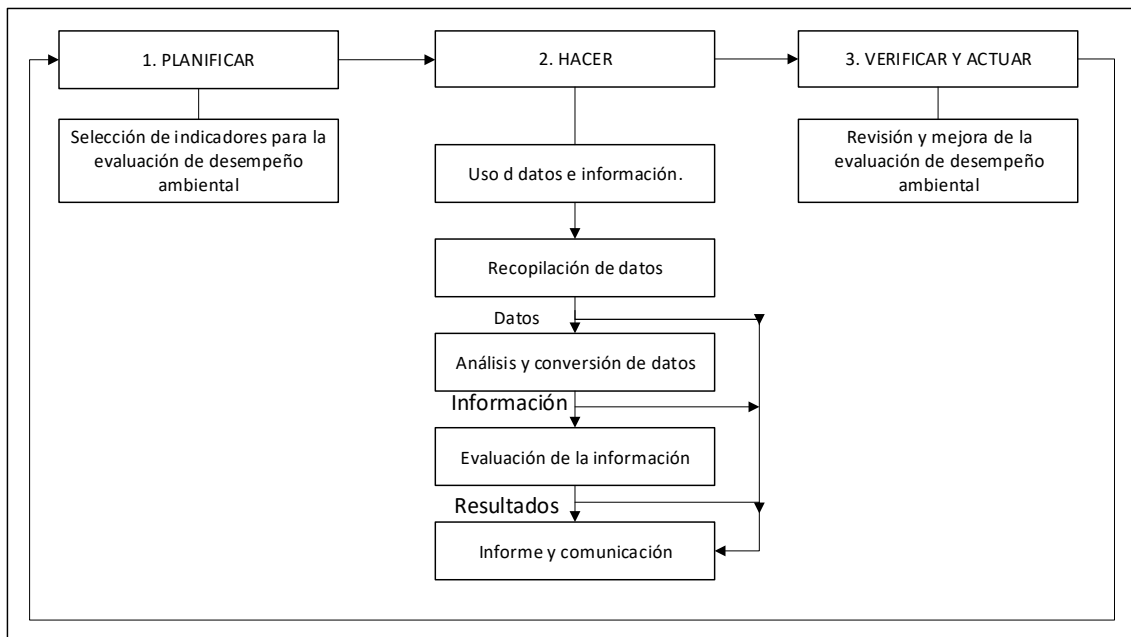 1. PLANIFICAR
2. HACER
3. VERIFICAR Y ACTUAR
Selección de indicadores para la
evaluación de desempeño
ambiental
Revisión y mejora de la
evaluación de desempeño
ambiental
Uso d datos e información.
Recopilación de datos
Datos
Análisis y conversión de datos
Información
Evaluación de la información
Resultados
Informe y comunicación